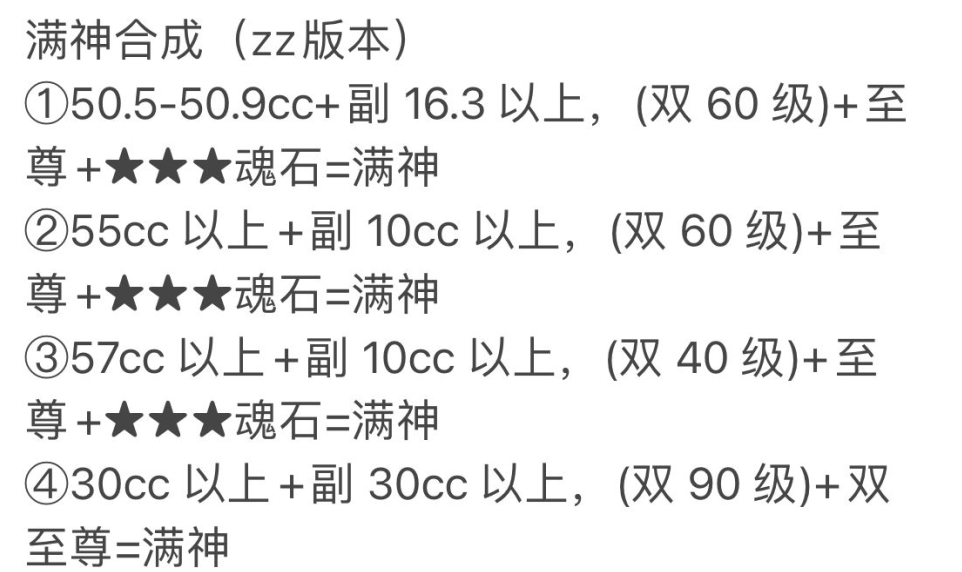 满神合成（zz版本）
①50.5-50.9cc+副 16.3 以上，(双 60 级)+至
尊+★★★魂石=满神
②55cc 以上+副 10cc 以上，(双 60 级)+至
尊+★★★魂石=满神
③57cc 以上+副 10cc 以上，(双 40 级)+至
尊+★★★魂石=满神
④30cc 以上+副 30cc 以上，(双 90 级)+双
至尊=满神